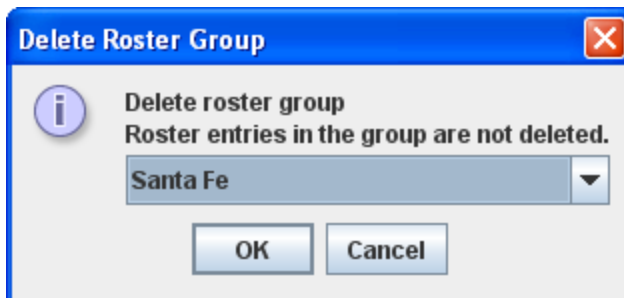 Delete Roster Group
Delete roster group
Roster entries in the group are not deleted.
Santa Fe
OK Cancel